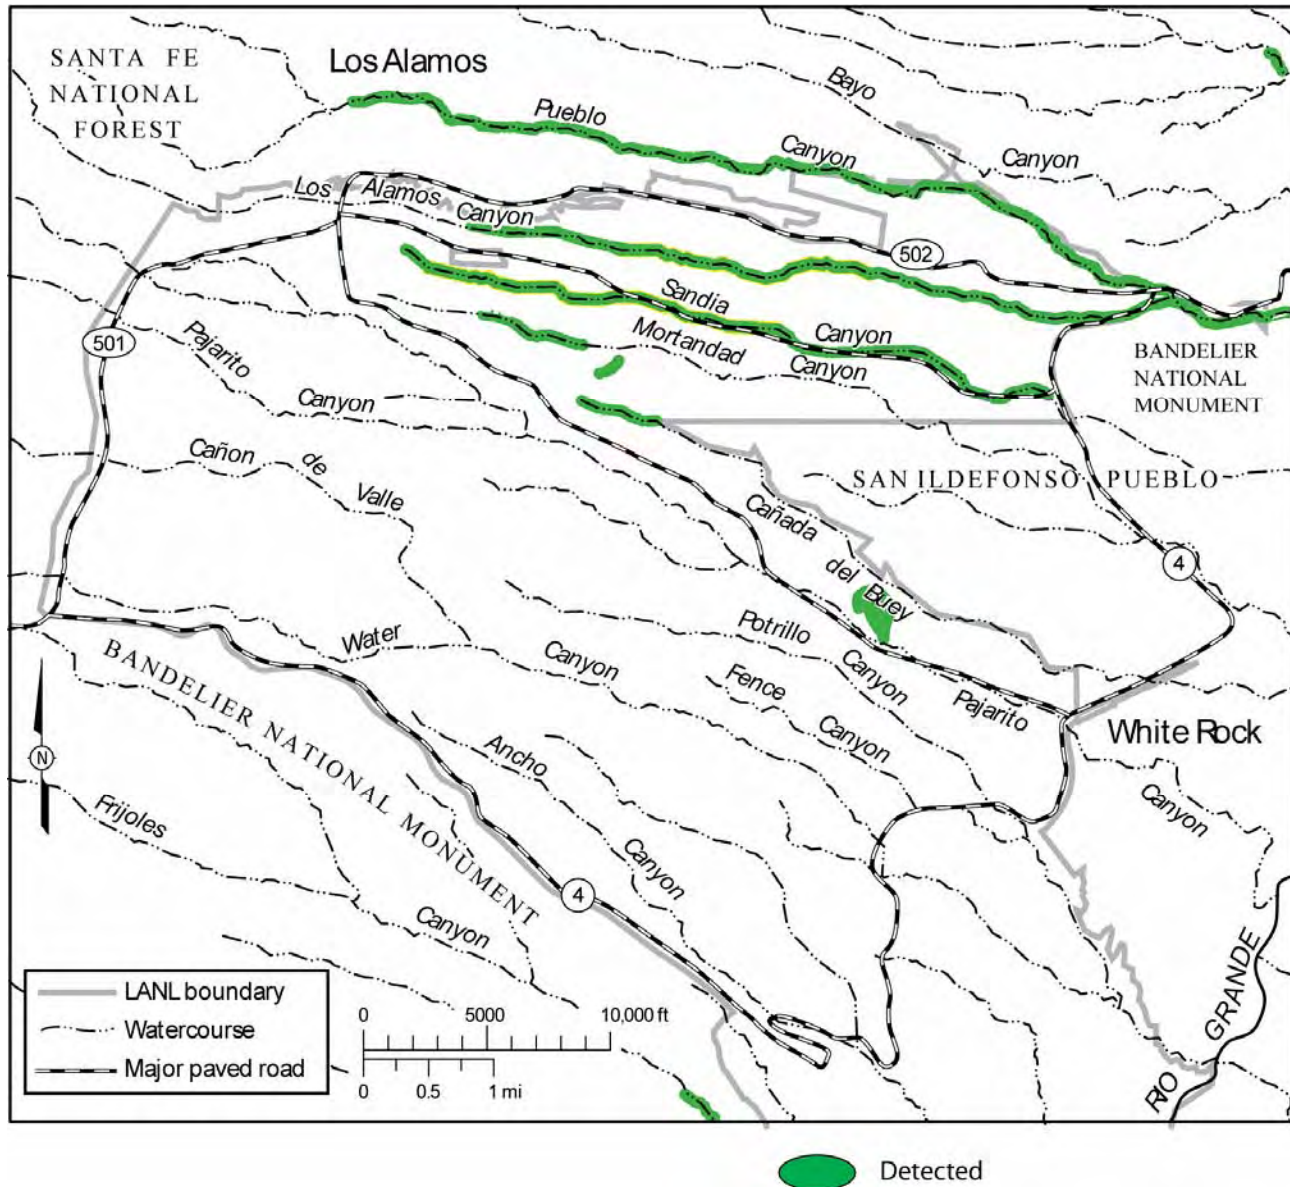 SANTA FE
NATIONAL
FOREST
Los Alamos
Bayo
Canyon
Pueblo
Canyon
Los Alamos
Canyon
502
Sandia
Canyon
Mortandad
Canyon
501
Pajarito
Canyon
BANDELIER
NATIONAL
MONUMENT
Cañon
de
Valle
SAN ILDEFONSO PUEBLO
Cañada
del
Buey
4
Water
Canyon
Potrillo
Canyon
Fence
Canyon
Pajarito
White Rock
Canyon
BANDELIER NATIONAL MONUMENT
Ancho
Canyon
N
Frijoles
Canyon
4
RIO GRANDE
LANL boundary
Watercourse
Major paved road
0 5000 10,000 ft
0 0.5 1 mi
Detected